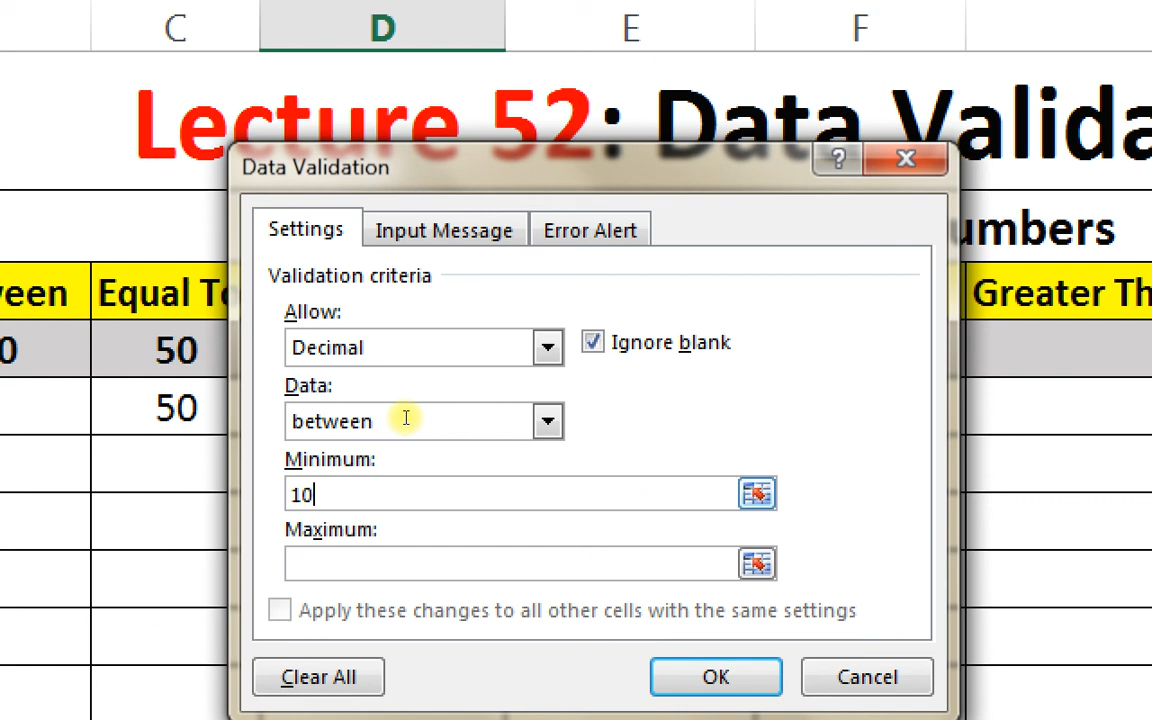 C D E F
Lecture 52: Data Valida
Data Validation
umbers
Settings Input Message Error Alert
Validation criteria
een Equal To Greater Th
Allow:
Decimal Ignore blank
0 50
Data:
between
50
Minimum:
10
Maximum:
Apply these changes to all other cells with the same settings
Clear All OK Cancel